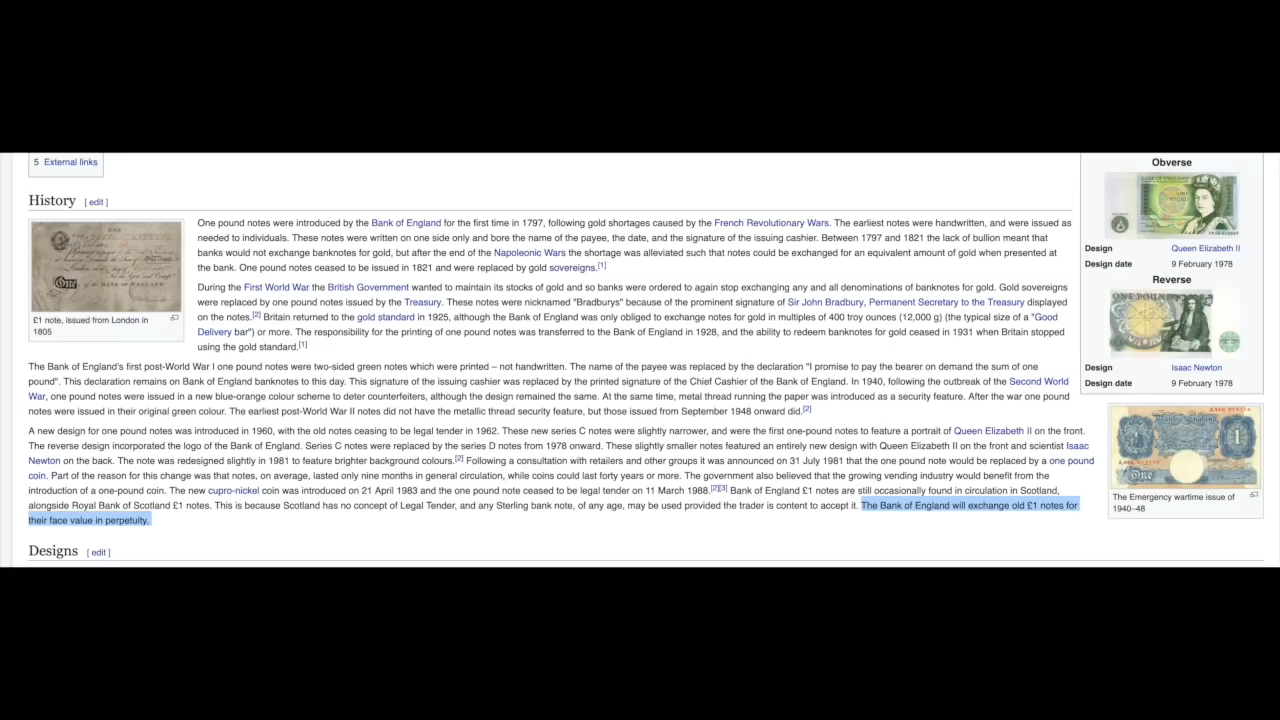 5 External links
History [ edit ]
£1 note, issued from London in
1805
One pound notes were introduced by the Bank of England for the first time in 1797, following gold shortages caused by the French Revolutionary Wars. The earliest notes were handwritten, and were issued as
needed to individuals. These notes were written on one side only and bore the name of the payee, the date, and the signature of the issuing cashier. Between 1797 and 1821 the lack of bullion meant that
banks would not exchange banknotes for gold, but after the end of the Napoleonic Wars the shortage was alleviated such that notes could be exchanged for an equivalent amount of gold when presented at
the bank. One pound notes ceased to be issued in 1821 and were replaced by gold sovereigns.[1]
During the First World War the British Government wanted to maintain its stocks of gold and so banks were ordered to again stop exchanging any and all denominations of banknotes for gold. Gold sovereigns
were replaced by one pound notes issued by the Treasury. These notes were nicknamed "Bradburys" because of the prominent signature of Sir John Bradbury, Permanent Secretary to the Treasury displayed
on the notes.[2] Britain returned to the gold standard in 1925, although the Bank of England was only obliged to exchange notes for gold in multiples of 400 troy ounces (12,000 g) (the typical size of a "Good
Delivery bar") or more. The responsibility for the printing of one pound notes was transferred to the Bank of England in 1928, and the ability to redeem banknotes for gold ceased in 1931 when Britain stopped
using the gold standard.[1]
The Bank of England's first post-World War I one pound notes were two-sided green notes which were printed – not handwritten. The name of the payee was replaced by the declaration "I promise to pay the bearer on demand the sum of one
pound". This declaration remains on Bank of England banknotes to this day. This signature of the issuing cashier was replaced by the printed signature of the Chief Cashier of the Bank of England. In 1940, following the outbreak of the Second World
War, one pound notes were issued in a new blue-orange colour scheme to deter counterfeiters, although the design remained the same. At the same time, metal thread running the paper was introduced as a security feature. After the war one pound
notes were issued in their original green colour. The earliest post-World War II notes did not have the metallic thread security feature, but those issued from September 1948 onward did.[2]
A new design for one pound notes was introduced in 1960, with the old notes ceasing to be legal tender in 1962. These new series C notes were slightly narrower, and were the first one-pound notes to feature a portrait of Queen Elizabeth II on the front.
The reverse design incorporated the logo of the Bank of England. Series C notes were replaced by the series D notes from 1978 onward. These slightly smaller notes featured an entirely new design with Queen Elizabeth II on the front and scientist Isaac
Newton on the back. The note was redesigned slightly in 1981 to feature brighter background colours.[2] Following a consultation with retailers and other groups it was announced on 31 July 1981 that the one pound note would be replaced by a one pound
coin. Part of the reason for this change was that notes, on average, lasted only nine months in general circulation, while coins could last forty years or more. The government also believed that the growing vending industry would benefit from the
introduction of a one-pound coin. The new cupro-nickel coin was introduced on 21 April 1983 and the one pound note ceased to be legal tender on 11 March 1988.[2][3] Bank of England £1 notes are still occasionally found in circulation in Scotland,
alongside Royal Bank of Scotland £1 notes. This is because Scotland has no concept of Legal Tender, and any Sterling bank note, of any age, may be used provided the trader is content to accept it. The Bank of England will exchange old £1 notes for
their face value in perpetuity.
Designs [ edit ]
Obverse
Design Queen Elizabeth II
Design date 9 February 1978
Reverse
ONE POUND
Design Isaac Newton
Design date 9 February 1978
The Emergency wartime issue of
1940–48